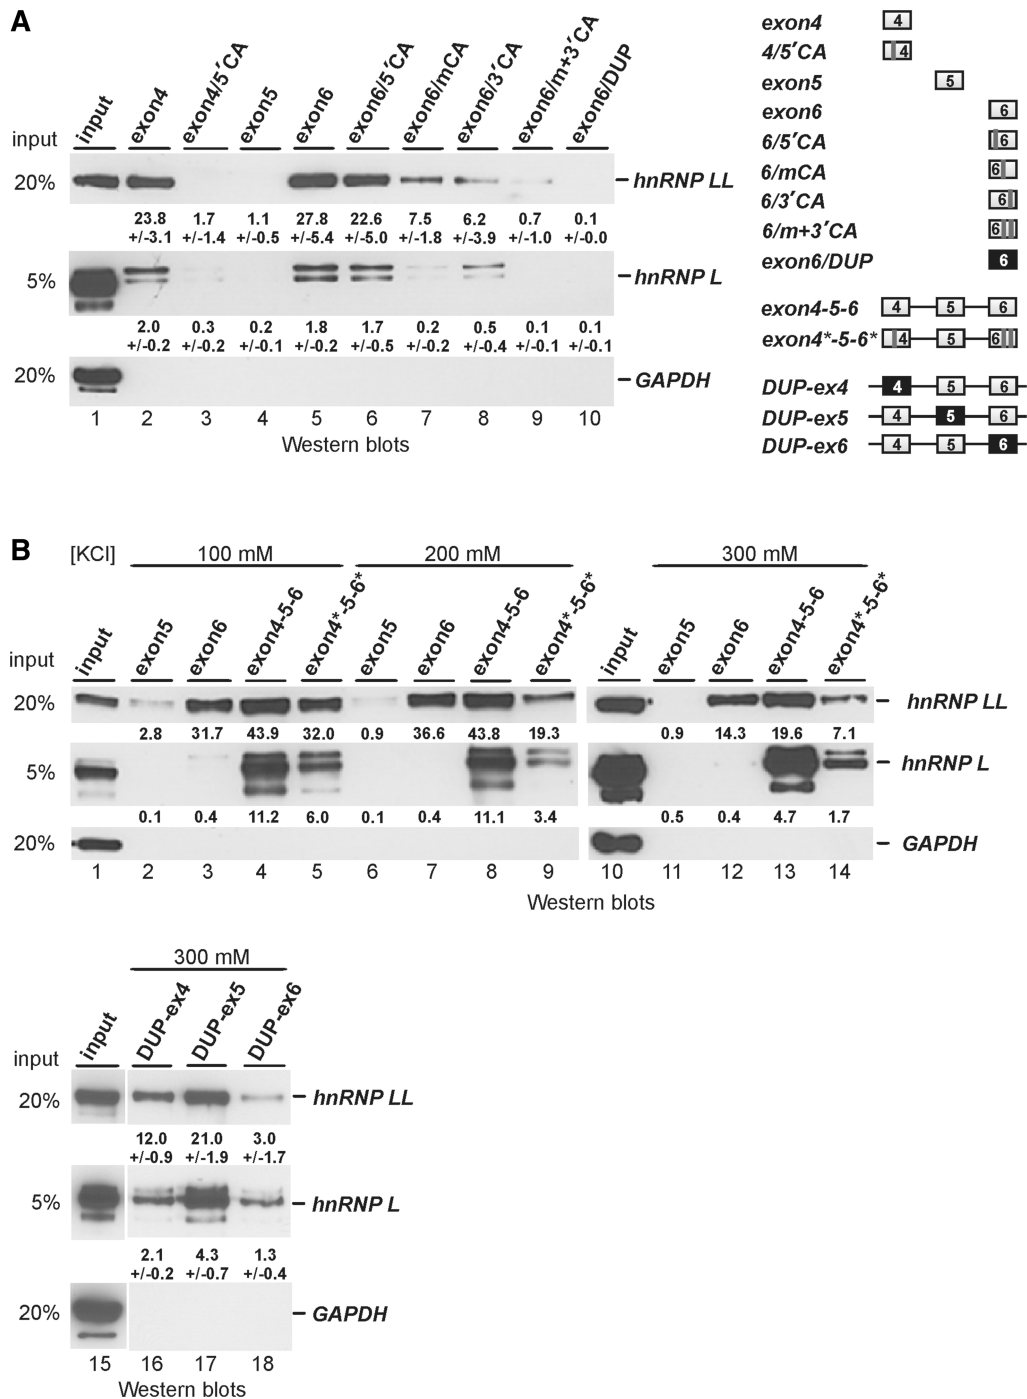 A
input
input
exon4
exon4/5′CA
exon5
exon6
exon6/5′CA
exon6/mCA
exon6/3′CA
exon6/m+3′CA
exon6/DUP
20%
hnRNP LL
23.8 1.7 1.1 27.8 22.6 7.5 6.2 0.7 0.1
+/-3.1 +/-1.4 +/-0.5 +/-5.4 +/-5.0 +/-1.8 +/-3.9 +/-1.0 +/-0.0
5%
hnRNP L
2.0 0.3 0.2 1.8 1.7 0.2 0.5 0.1 0.1
+/-0.2 +/-0.2 +/-0.1 +/-0.2 +/-0.5 +/-0.2 +/-0.4 +/-0.1 +/-0.1
20%
GAPDH
1 2 3 4 5 6 7 8 9 10
Western blots
exon4 4
4/5′CA 4
exon5 5
exon6 6
6/5′CA 6
6/mCA 6
6/3′CA 6
6/m+3′CA 6
exon6/DUP 6
exon4-5-6 4 5 6
exon4*-5-6* 4 5 6
DUP-ex4 4 5 6
DUP-ex5 4 5 6
DUP-ex6 4 5 6
B
[KCl] 100 mM 200 mM 300 mM
input
input
exon5
exon6
exon4-5-6
exon4*-5-6*
exon5
exon6
exon4-5-6
exon4*-5-6*
input
exon5
exon6
exon4-5-6
exon4*-5-6*
20%
hnRNP LL
2.8 31.7 43.9 32.0 0.9 36.6 43.8 19.3 0.9 14.3 19.6 7.1
5%
hnRNP L
0.1 0.4 11.2 6.0 0.1 0.4 11.1 3.4 0.5 0.4 4.7 1.7
20%
GAPDH
1 2 3 4 5 6 7 8 9 10 11 12 13 14
Western blots
300 mM
input
input
DUP-ex4
DUP-ex5
DUP-ex6
20%
hnRNP LL
12.0 21.0 3.0
+/-0.9 +/-1.9 +/-1.7
5%
hnRNP L
2.1 4.3 1.3
+/-0.2 +/-0.7 +/-0.4
20%
GAPDH
15 16 17 18
Western blots